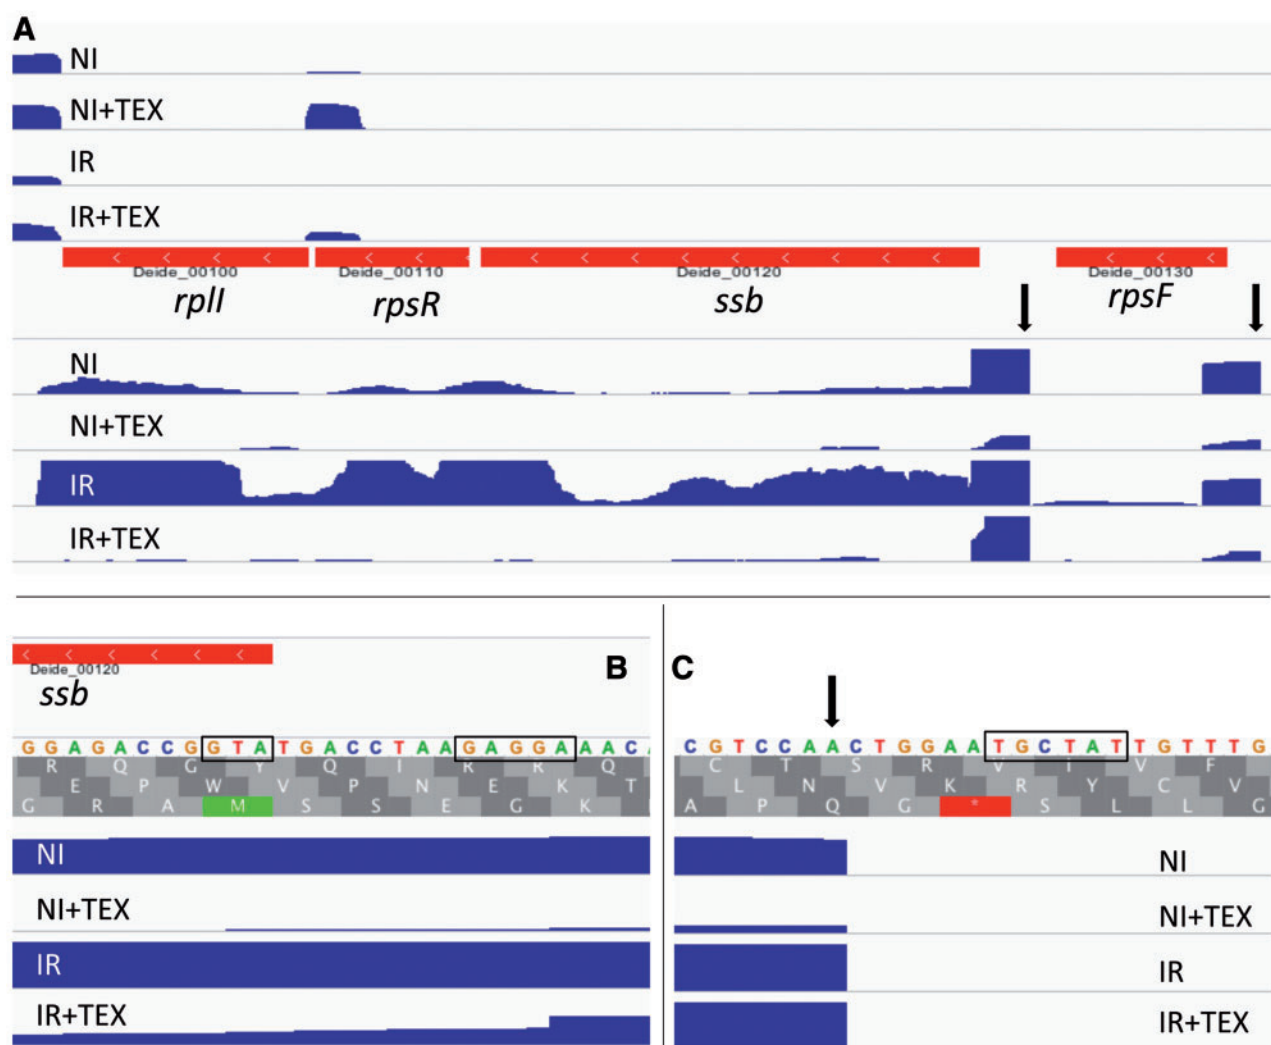 A
NI
NI+TEX
IR
IR+TEX
Deide_00100
Deide_00110
Deide_00120
Deide_00130
rplI
rpsR
ssb
rpsF
NI
NI+TEX
IR
IR+TEX
B
Deide_00120
ssb
GGAGACCGGTATGACCTAAGAGGAAACA
R Q G Y Q I R R Q
E P W V P N E K T
G R A M S S E G K
NI
NI+TEX
IR
IR+TEX
C
CGTCCAACTGGAATGCTATTGTTTG
C T S R V I V F
L N V K R Y C V
A P Q G * S L L G
NI
NI+TEX
IR
IR+TEX